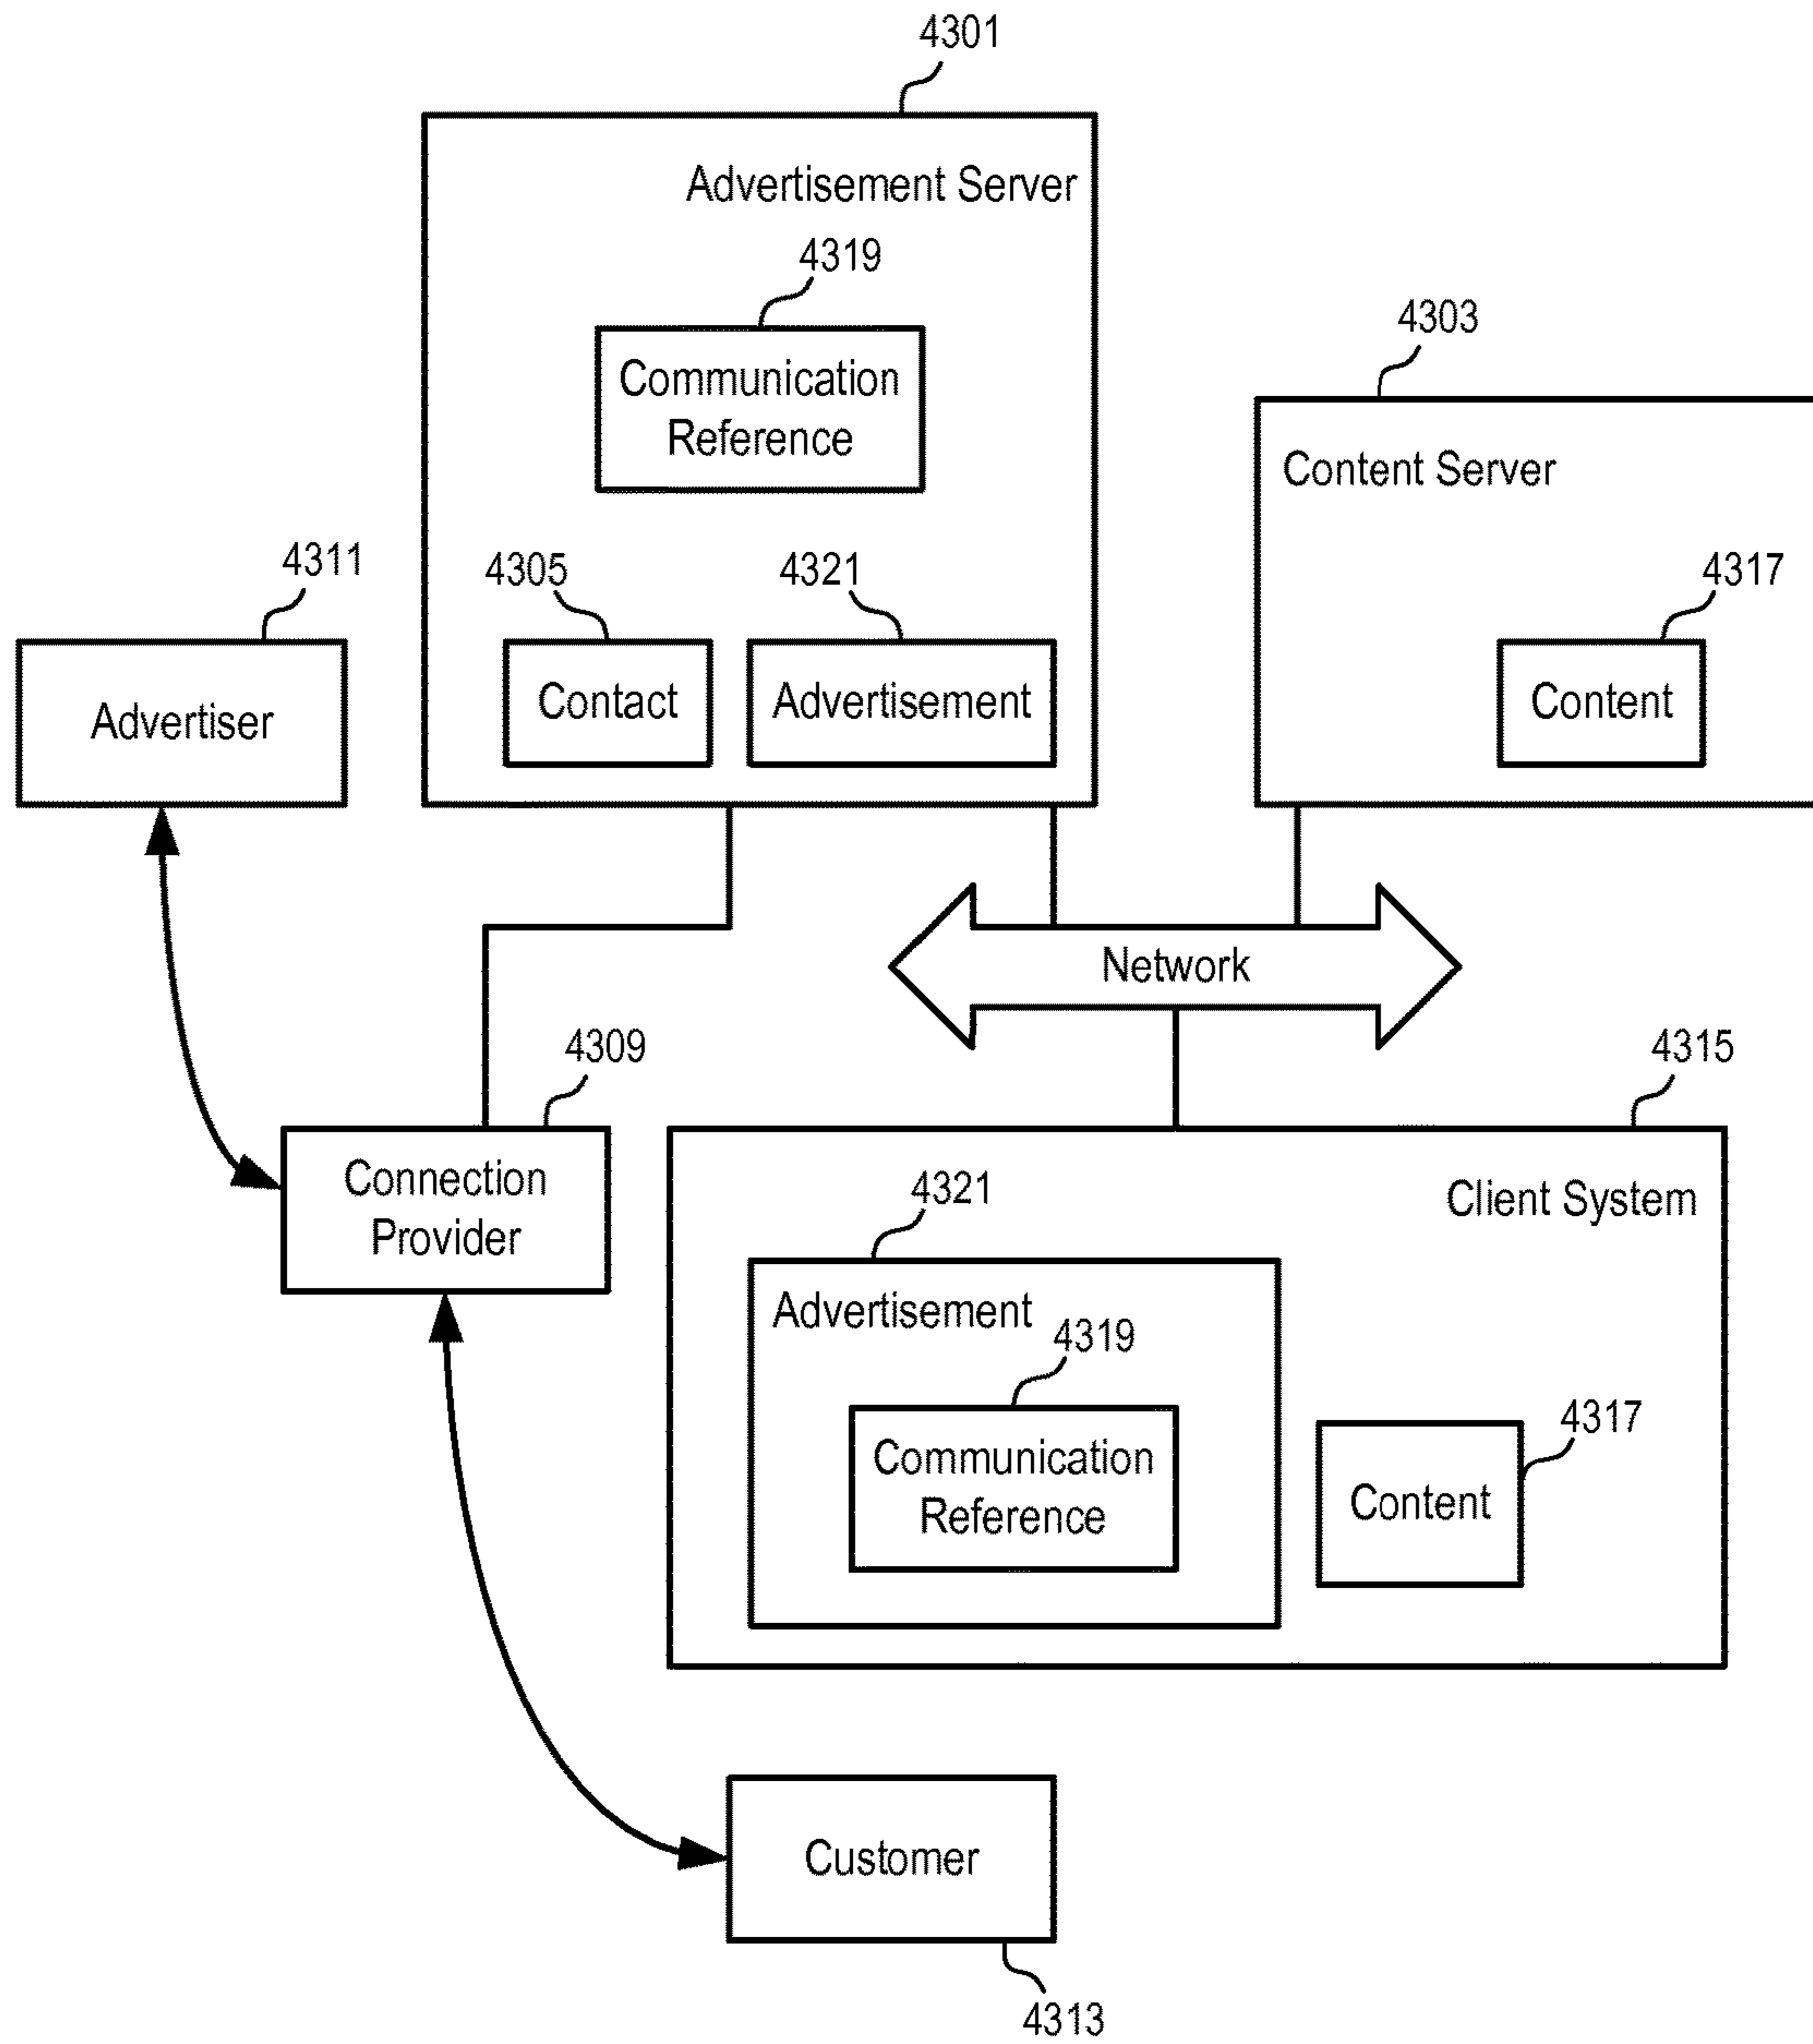 4301
Advertisement Server
4319
Communication
Reference
4303
Content Server
4311
4305
4321
4317
Advertiser
Contact
Advertisement
Content
Network
4309
4315
Connection
Provider
4321
Client System
Advertisement
4319
Communication
Reference
4317
Content
Customer
4313